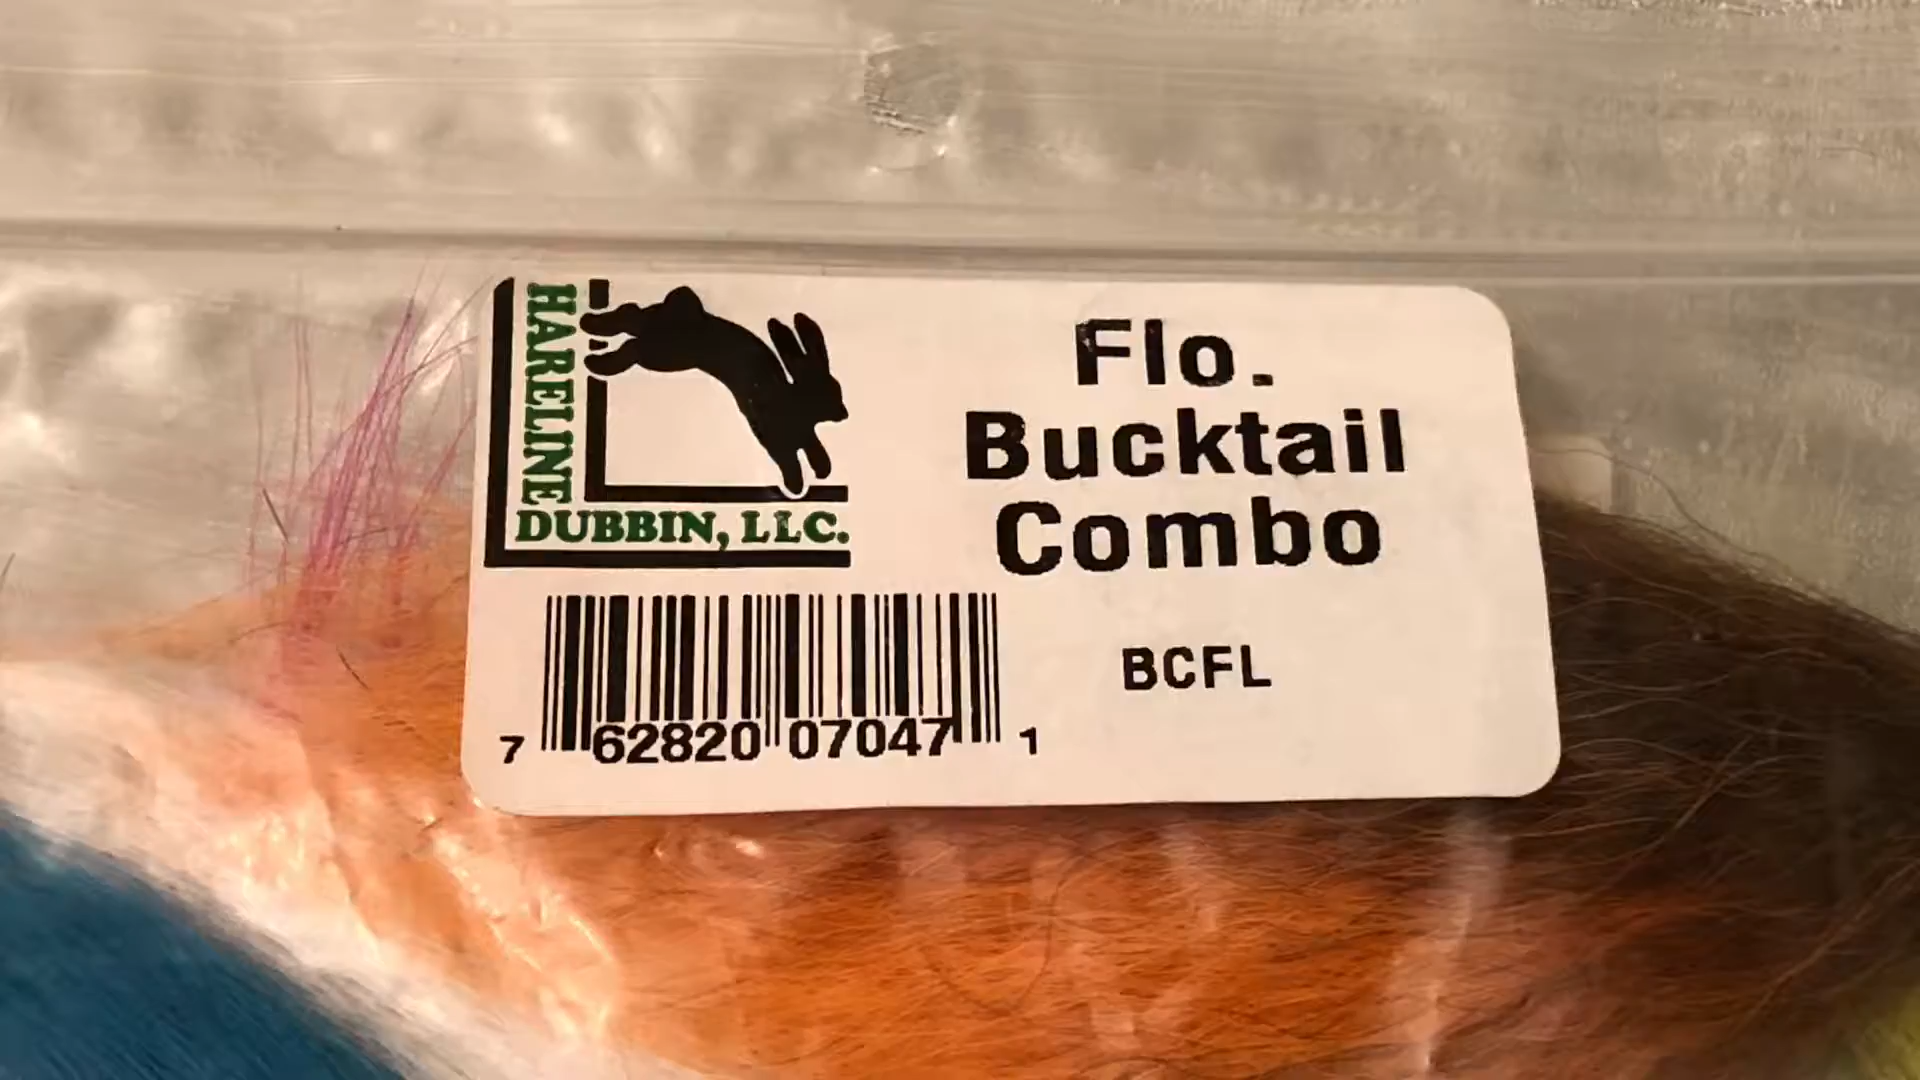 HARELINE
DUBBIN, LLC.
Flo.
Bucktail
Combo
BCFL
7 62820 07047 1